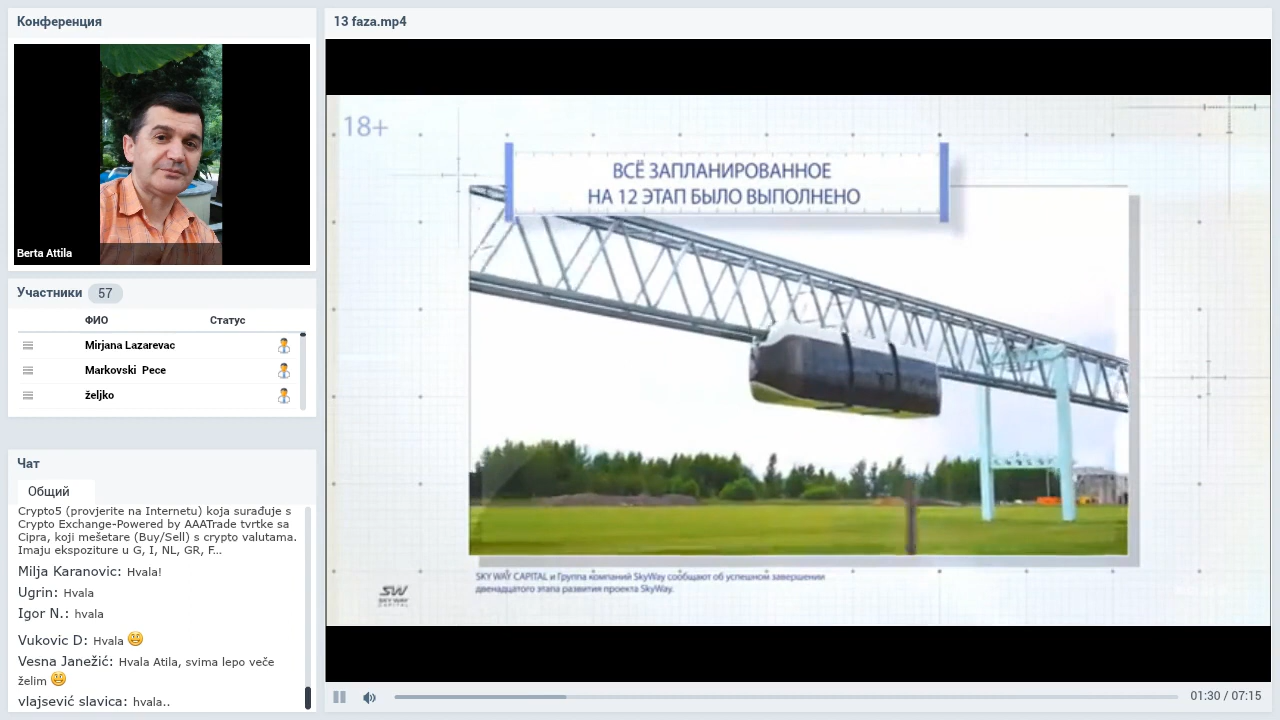 Конференция
Berta Attila
Участники 57
ФИО Статус
Mirjana Lazarevac
Markovski Pece
željko
Чат
Общий
Crypto5 (provjerite na Internetu) koja surađuje s
Crypto Exchange-Powered by AAATrade tvrtke sa
Cipra, koji mešetare (Buy/Sell) s crypto valutama.
Imaju ekspoziture u G, I, NL, GR, F...
Milja Karanovic: Hvala!
Ugrin: Hvala
Igor N.: hvala
Vukovic D: Hvala
Vesna Janežić: Hvala Atila, svima lepo veče
želim
vlajsević slavica: hvala..
13 faza.mp4
18+
ВСЁ ЗАПЛАНИРОВАННОЕ
НА 12 ЭТАП БЫЛО ВЫПОЛНЕНО
SKY WAY CAPITAL и Группа компаний SkyWay сообщают об успешном завершении
двенадцатого этапа развития проекта SkyWay.
SW
SKY WAY
CAPITAL
01:30 / 07:15